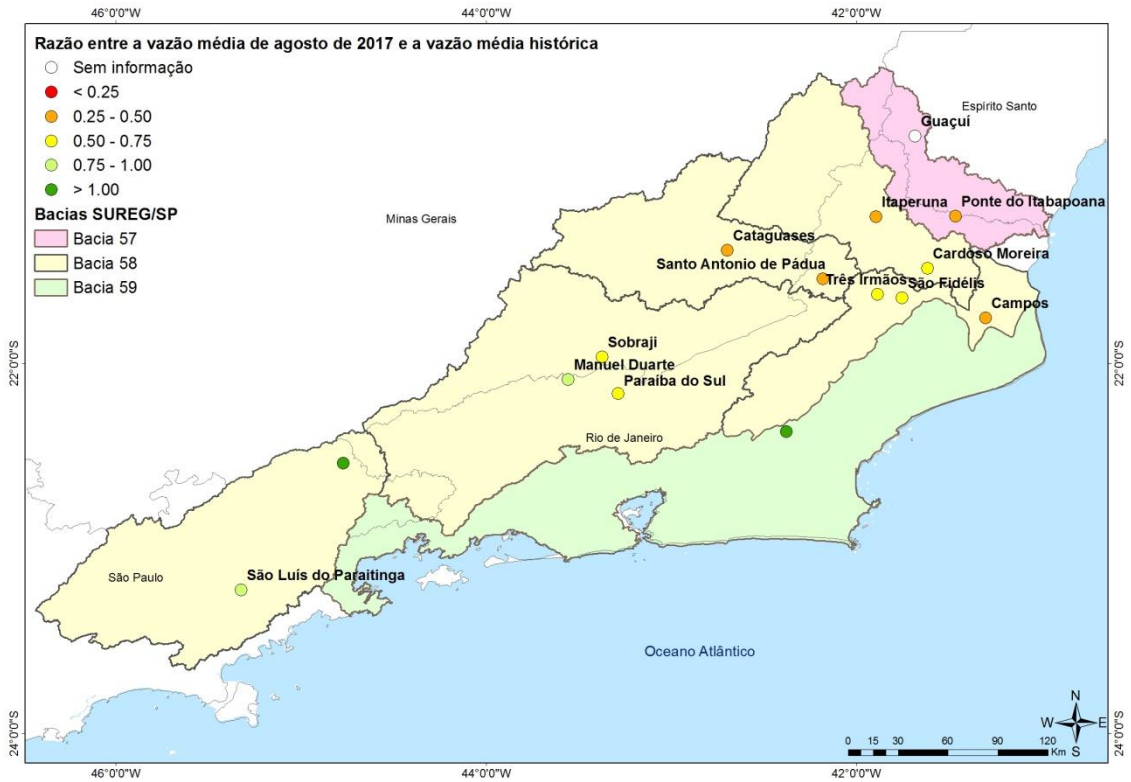 46°0'0"W
44°0'0"W
42°0'0"W
Razão entre a vazão média de agosto de 2017 e a vazão média histórica
Sem informação
< 0.25
0.25 - 0.50
0.50 - 0.75
0.75 - 1.00
> 1.00
Bacias SUREG/SP
Bacia 57
Bacia 58
Bacia 59
Espírito Santo
Guaçuí
Minas Gerais
Itaperuna
Ponte do Itabapoana
Cataguases
Cardoso Moreira
Santo Antonio de Pádua
Três Irmãos
São Fidélis
Campos
Sobraji
Manuel Duarte
Paraíba do Sul
22°0'0"S
22°0'0"S
Rio de Janeiro
São Paulo
São Luís do Paraitinga
Oceano Atlântico
N
W
E
S
0 15 30 60 90 120
Km
24°0'0"S
24°0'0"S
46°0'0"W
44°0'0"W
42°0'0"W